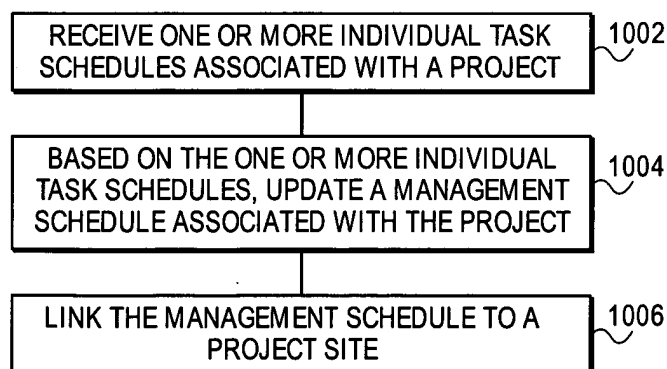 RECEIVE ONE OR MORE INDIVIDUAL TASK
SCHEDULES ASSOCIATED WITH A PROJECT
1002
BASED ON THE ONE OR MORE INDIVIDUAL
TASK SCHEDULES, UPDATE A MANAGEMENT
SCHEDULE ASSOCIATED WITH THE PROJECT
1004
LINK THE MANAGEMENT SCHEDULE TO A
PROJECT SITE
1006